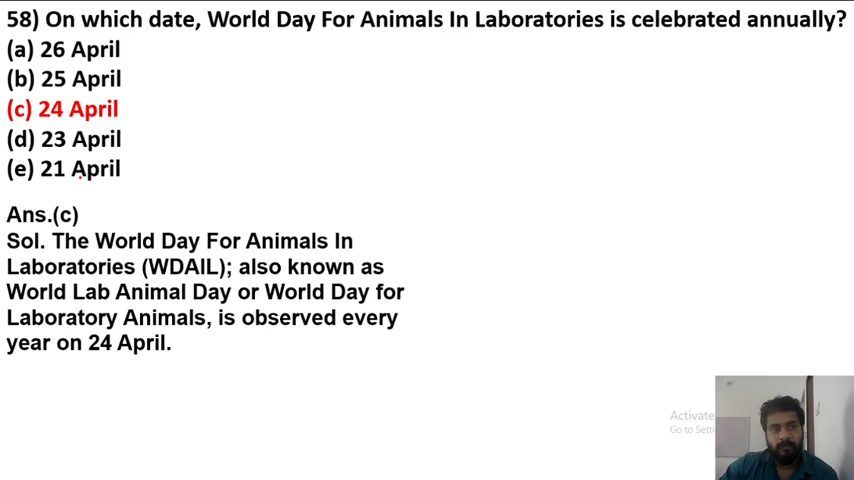 58) On which date, World Day For Animals In Laboratories is celebrated annually?
(a) 26 April
(b) 25 April
(c) 24 April
(d) 23 April
(e) 21 April
Ans.(c)
Sol. The World Day For Animals In
Laboratories (WDAIL); also known as
World Lab Animal Day or World Day for
Laboratory Animals, is observed every
year on 24 April.
Activate
Go to Setti